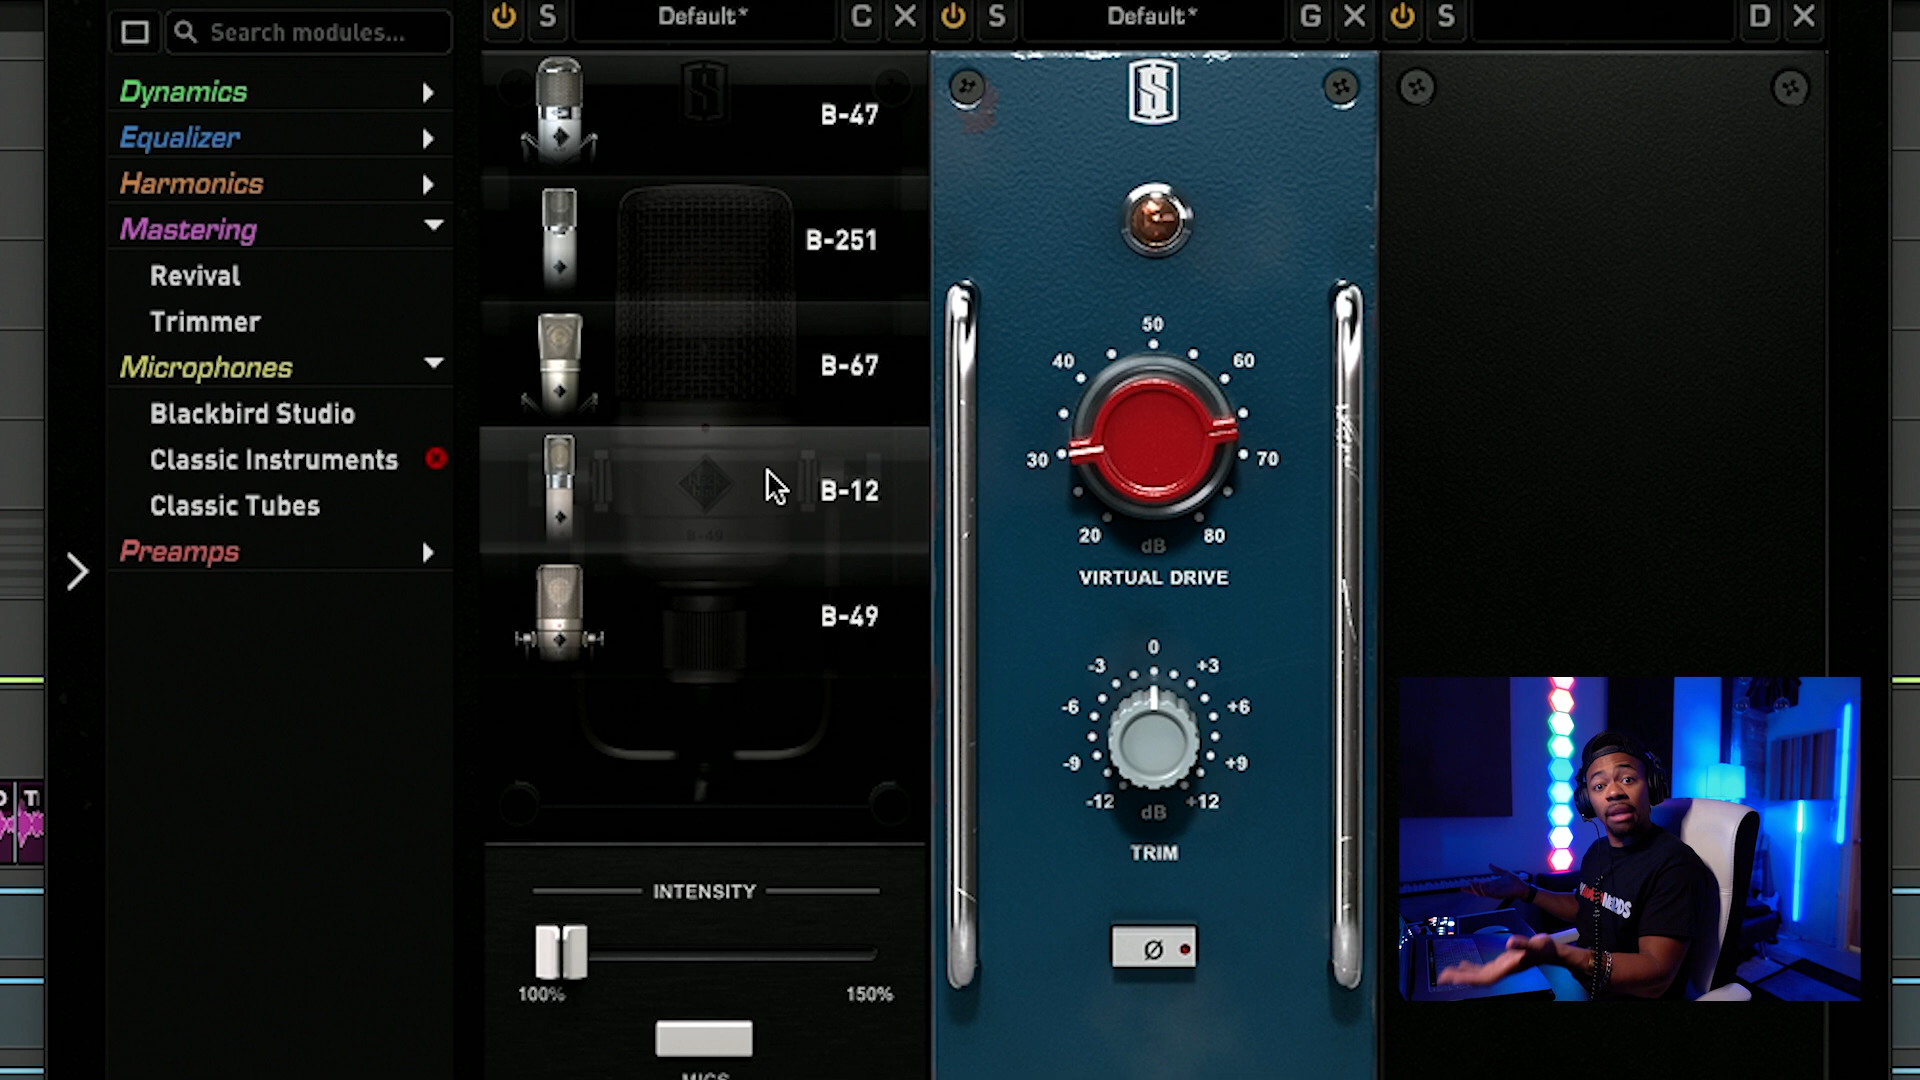 Search modules...
Dynamics
Equalizer
Harmonics
Mastering
Revival
Trimmer
Microphones
Blackbird Studio
Classic Instruments
Classic Tubes
Preamps
S Default* C X
B-47
B-251
B-67
B-12
B-49
B-49
INTENSITY
100% 150%
MICS
S Default* G X
S
50
40 60
30 70
20 80
dB
VIRTUAL DRIVE
0
-3 +3
-6 +6
-9 +9
-12 +12
dB
TRIM
Ø
S D X
T